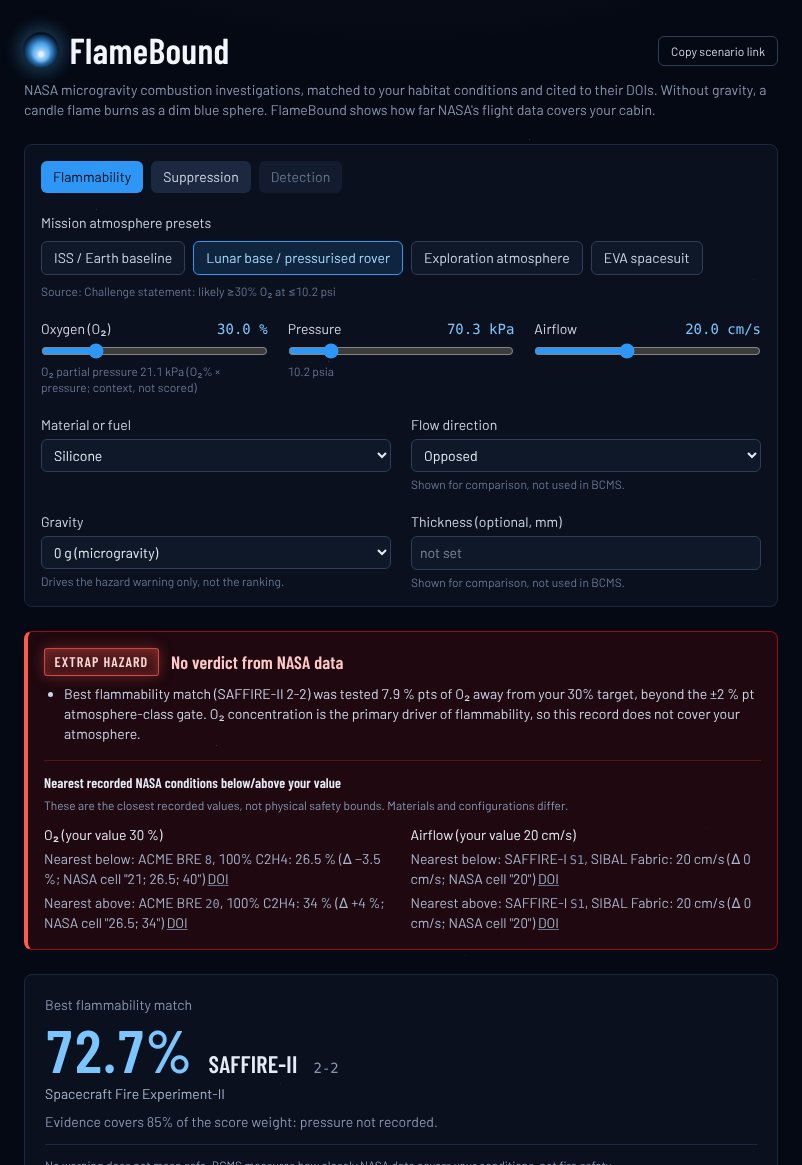 FlameBound
Copy scenario link
NASA microgravity combustion investigations, matched to your habitat conditions and cited to their DOIs. Without gravity, a
candle flame burns as a dim blue sphere. FlameBound shows how far NASA's flight data covers your cabin.
Flammability
Suppression
Detection
Mission atmosphere presets
ISS / Earth baseline
Lunar base / pressurised rover
Exploration atmosphere
EVA spacesuit
Source: Challenge statement: likely ≥30% O₂ at ≤10.2 psi
Oxygen (O₂) 30.0 %
Pressure 70.3 kPa
Airflow 20.0 cm/s
O₂ partial pressure 21.1 kPa (O₂% ×
pressure; context, not scored)
10.2 psia
Material or fuel
Silicone
Flow direction
Opposed
Shown for comparison, not used in BCMS.
Gravity
0 g (microgravity)
Drives the hazard warning only, not the ranking.
Thickness (optional, mm)
not set
Shown for comparison, not used in BCMS.
EXTRAP HAZARD No verdict from NASA data
• Best flammability match (SAFFIRE-II 2-2) was tested 7.9 % pts of O₂ away from your 30% target, beyond the ±2 % pt
atmosphere-class gate. O₂ concentration is the primary driver of flammability, so this record does not cover your
atmosphere.
Nearest recorded NASA conditions below/above your value
These are the closest recorded values, not physical safety bounds. Materials and configurations differ.
O₂ (your value 30 %)
Nearest below: ACME BRE 8, 100% C2H4: 26.5 % (Δ −3.5
%; NASA cell "21; 26.5; 40") DOI
Nearest above: ACME BRE 20, 100% C2H4: 34 % (Δ +4 %;
NASA cell "26.5; 34") DOI
Airflow (your value 20 cm/s)
Nearest below: SAFFIRE-I S1, SIBAL Fabric: 20 cm/s (Δ 0
cm/s; NASA cell "20") DOI
Nearest above: SAFFIRE-I S1, SIBAL Fabric: 20 cm/s (Δ 0
cm/s; NASA cell "20") DOI
Best flammability match
72.7% SAFFIRE-II 2-2
Spacecraft Fire Experiment-II
Evidence covers 85% of the score weight: pressure not recorded.